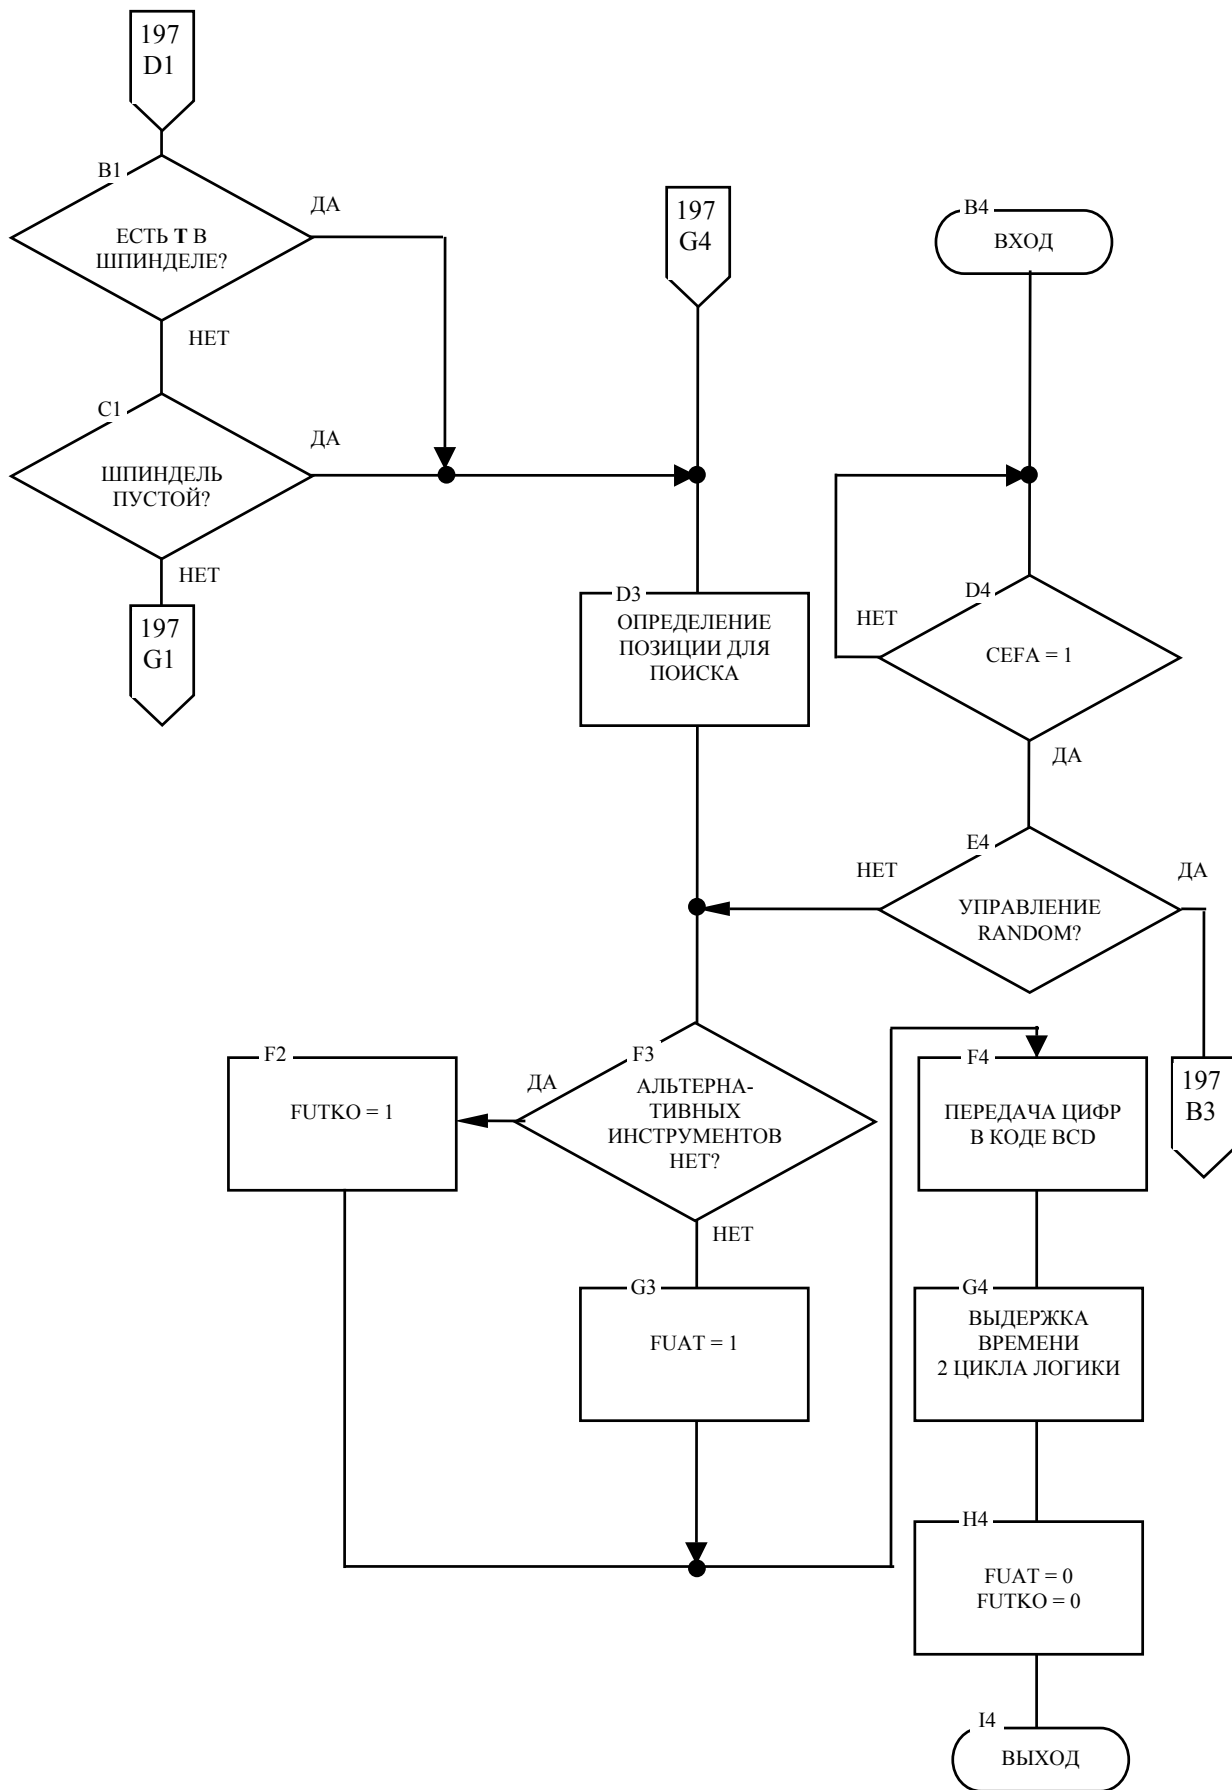 197
D1
B1
ЕСТЬ Т В
ШПИНДЕЛЕ?
ДА
НЕТ
C1
ШПИНДЕЛЬ
ПУСТОЙ?
ДА
НЕТ
197
G1
197
G4
D3
ОПРЕДЕЛЕНИЕ
ПОЗИЦИИ ДЛЯ
ПОИСКА
B4
ВХОД
D4
НЕТ
CEFA = 1
ДА
E4
НЕТ
ДА
УПРАВЛЕНИЕ
RANDOM?
197
B3
F2
FUTKO = 1
F3
ДА
АЛЬТЕРНА-
ТИВНЫХ
ИНСТРУМЕНТОВ
НЕТ?
НЕТ
G3
FUAT = 1
F4
ПЕРЕДАЧА ЦИФР
В КОДЕ BCD
G4
ВЫДЕРЖКА
ВРЕМЕНИ
2 ЦИКЛА ЛОГИКИ
H4
FUAT = 0
FUTKO = 0
I4
ВЫХОД